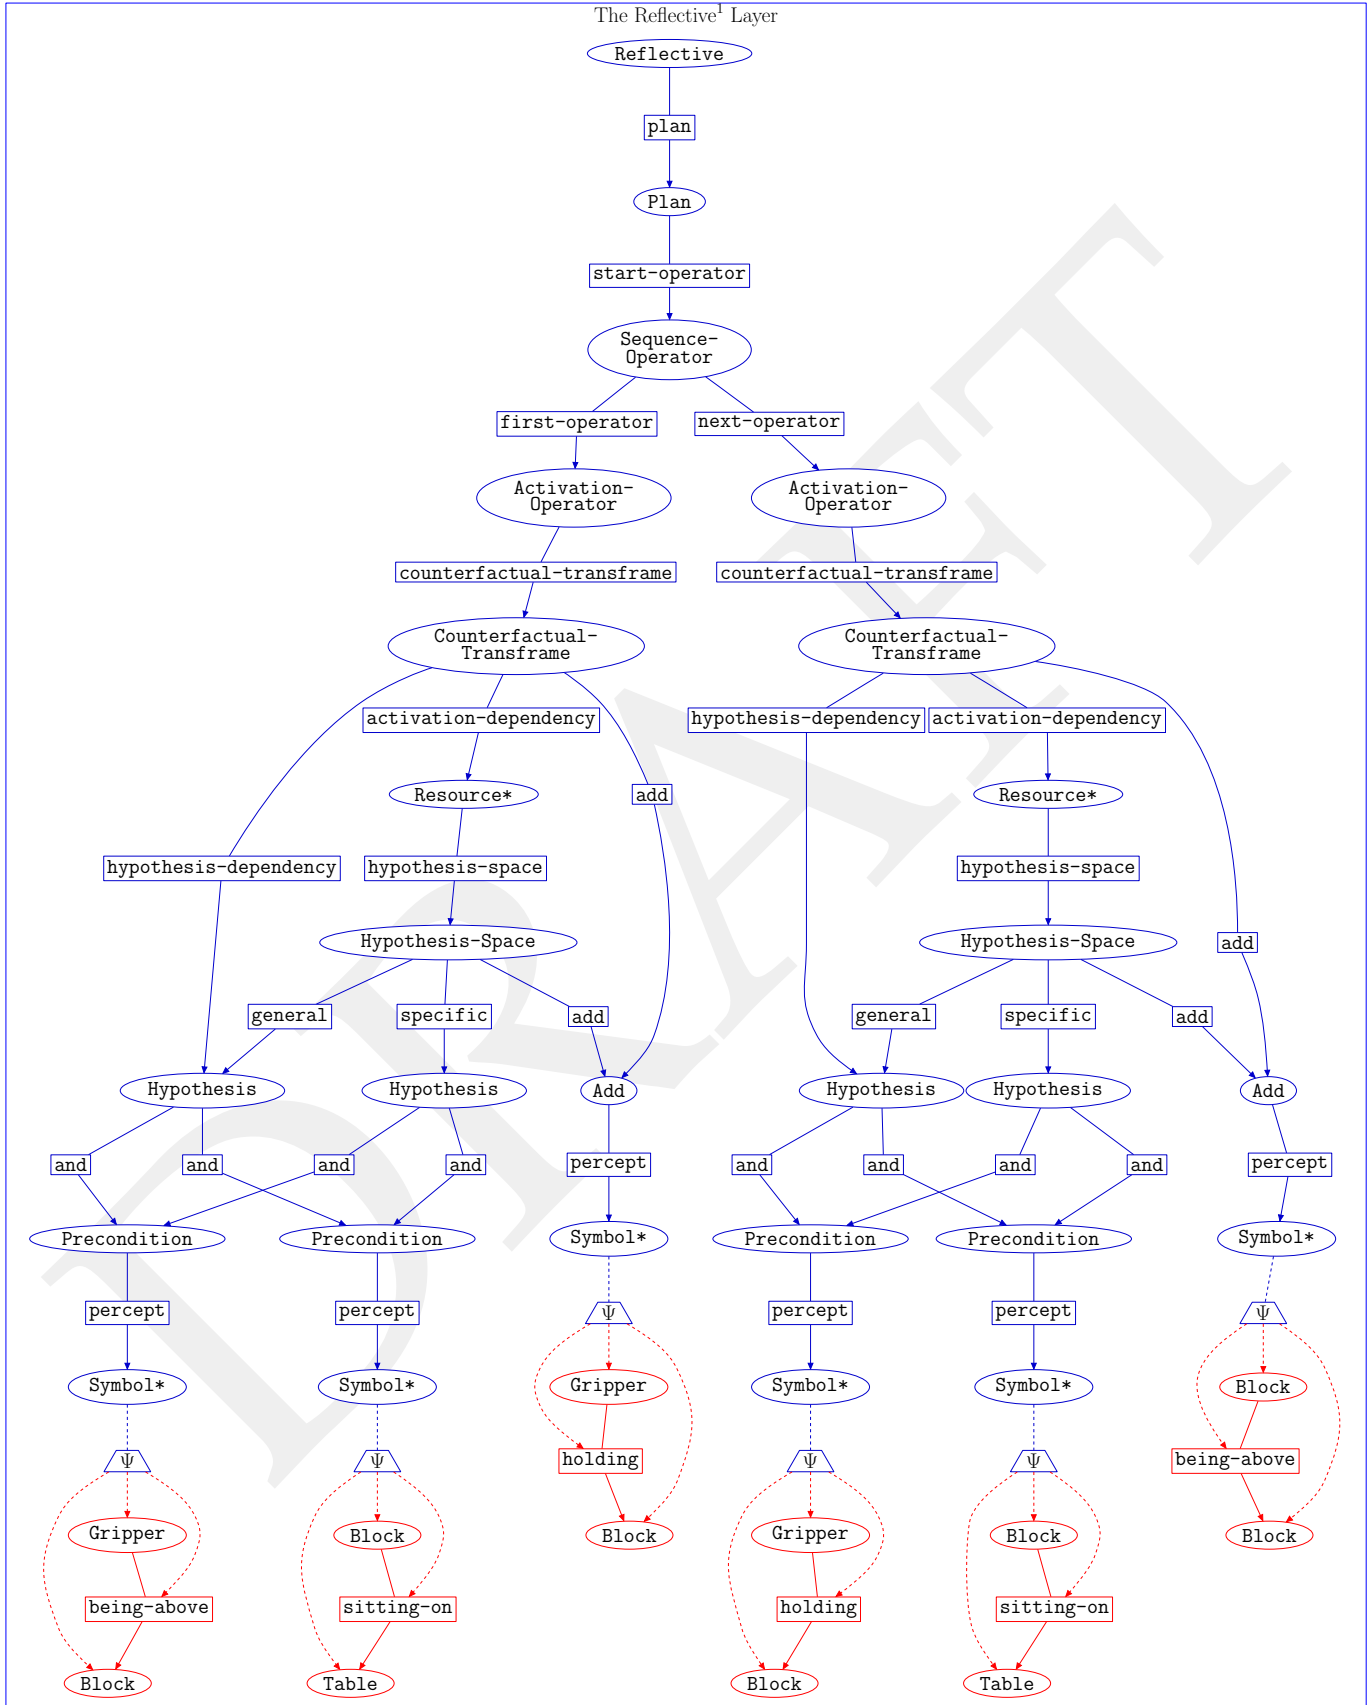 The Reflective¹ Layer
Reflective
plan
Plan
start-operator
Sequence-
Operator
first-operator
next-operator
Activation-
Operator
Activation-
Operator
counterfactual-transframe
counterfactual-transframe
Counterfactual-
Transframe
Counterfactual-
Transframe
activation-dependency
hypothesis-dependency
activation-dependency
Resource*
add
Resource*
hypothesis-dependency
hypothesis-space
hypothesis-space
Hypothesis-Space
Hypothesis-Space
add
general
specific
add
general
specific
add
Hypothesis
Hypothesis
Add
Hypothesis
Hypothesis
Add
and
and
and
and
percept
and
and
and
and
percept
Precondition
Precondition
Symbol*
Precondition
Precondition
Symbol*
percept
percept
Ψ
percept
percept
Ψ
Symbol*
Symbol*
Gripper
Symbol*
Symbol*
Block
Ψ
Ψ
holding
Ψ
Ψ
being-above
Gripper
Block
Block
Gripper
Block
Block
being-above
sitting-on
holding
sitting-on
Block
Table
Block
Table
DRAFT